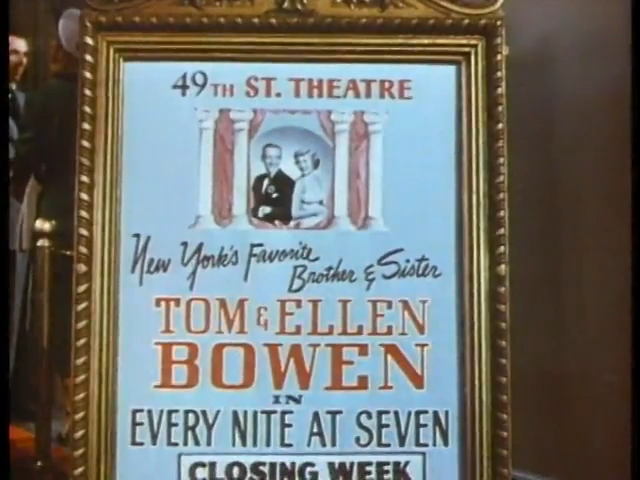 49TH ST. THEATRE
New York's Favorite
Brother & Sister
TOM & ELLEN
BOWEN
IN
EVERY NITE AT SEVEN
CLOSING WEEK